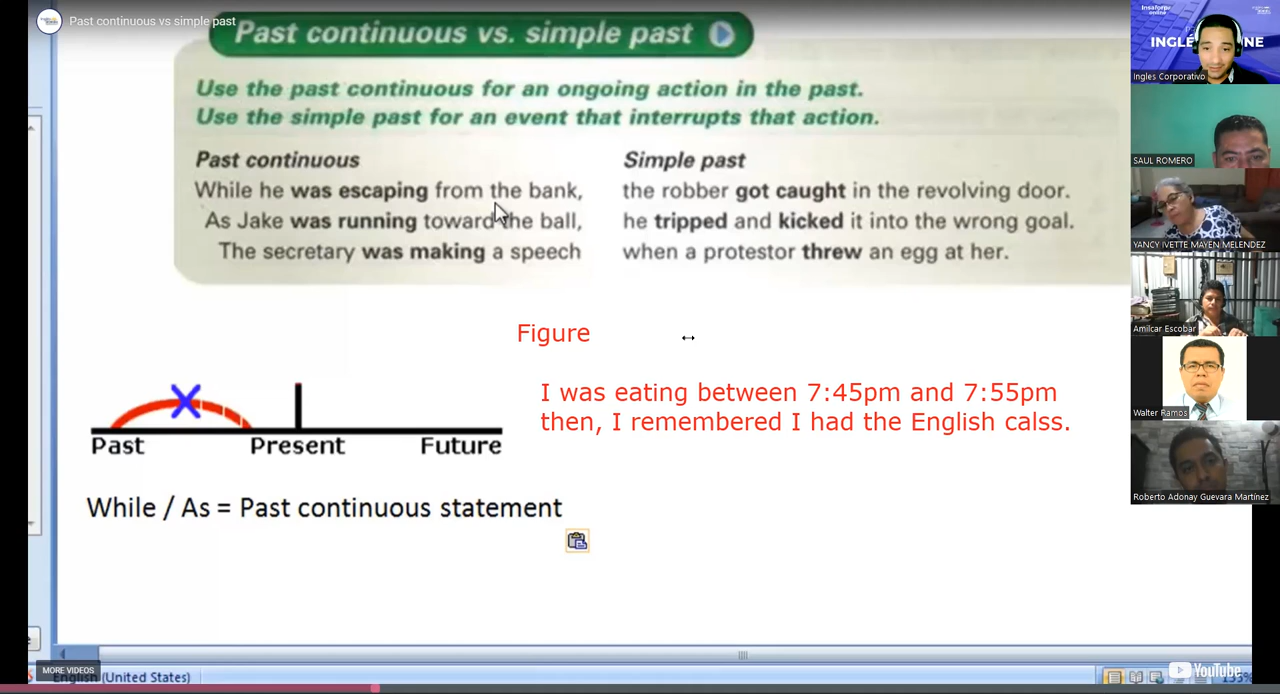 Past continuous vs simple past
Past continuous vs. simple past
Use the past continuous for an ongoing action in the past.
Use the simple past for an event that interrupts that action.
Past continuous Simple past
While he was escaping from the bank, the robber got caught in the revolving door.
As Jake was running toward the ball, he tripped and kicked it into the wrong goal.
The secretary was making a speech when a protestor threw an egg at her.
Figure
I was eating between 7:45pm and 7:55pm
then, I remembered I had the English calss.
Past Present Future
While / As = Past continuous statement
MORE VIDEOS
English (United States)
YouTube
Insaforp
online
INGLÉ NE
Ingles Corporativo
SAUL ROMERO
YANCY IVETTE MAYEN MELENDEZ
Amilcar Escobar
Walter Ramos
Roberto Adonay Guevara Martínez